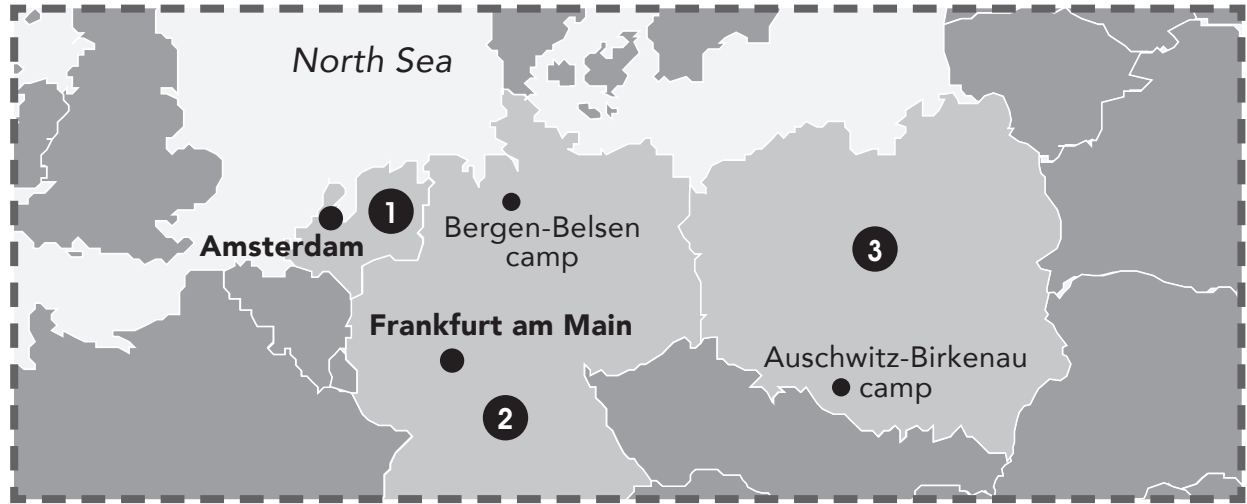 North Sea
1
Amsterdam
Bergen-Belsen
camp
3
Frankfurt am Main
Auschwitz-Birkenau
camp
2